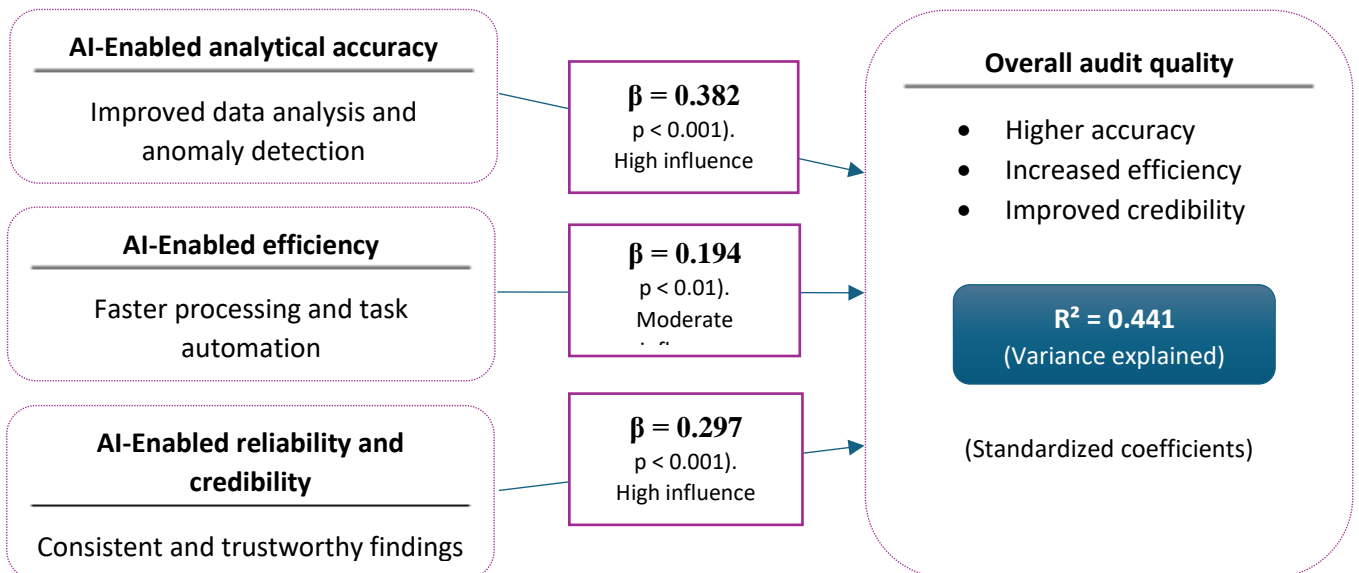 AI-Enabled analytical accuracy
Improved data analysis and
anomaly detection
β = 0.382
p < 0.001).
High influence
AI-Enabled efficiency
Faster processing and task
automation
β = 0.194
p < 0.01).
Moderate
AI-Enabled reliability and
credibility
Consistent and trustworthy findings
β = 0.297
p < 0.001).
High influence
Overall audit quality
• Higher accuracy
• Increased efficiency
• Improved credibility
R² = 0.441
(Variance explained)
(Standardized coefficients)